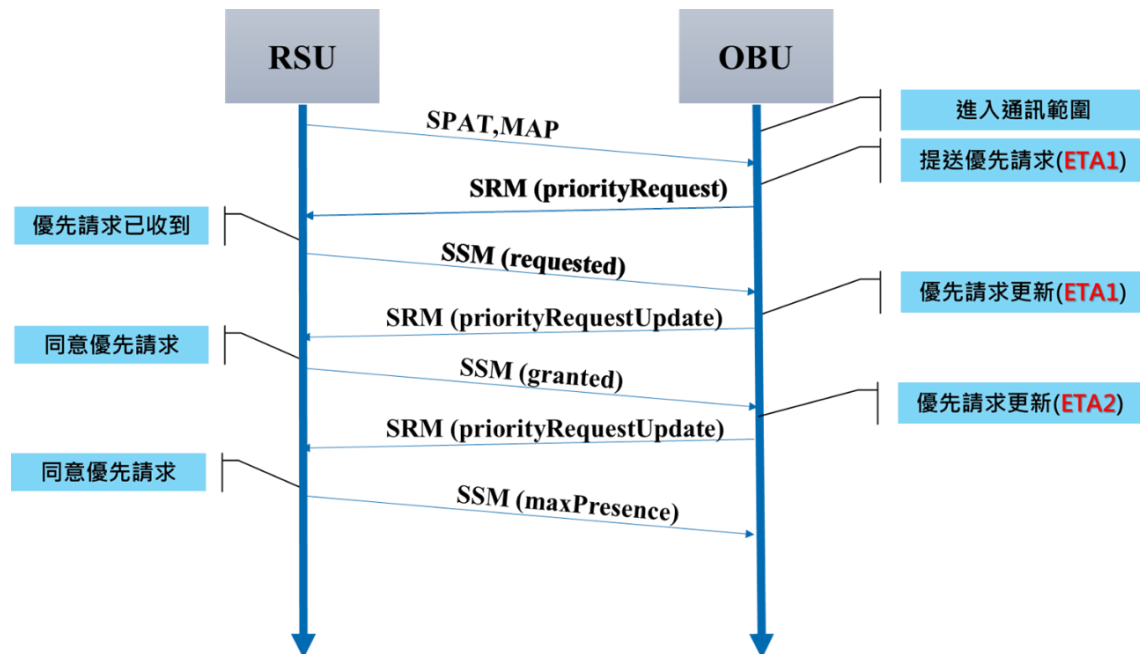 RSU
OBU
進入通訊範圍
SPAT,MAP
提送優先請求(ETA1)
SRM (priorityRequest)
優先請求已收到
SSM (requested)
優先請求更新(ETA1)
SRM (priorityRequestUpdate)
同意優先請求
SSM (granted)
優先請求更新(ETA2)
SRM (priorityRequestUpdate)
同意優先請求
SSM (maxPresence)